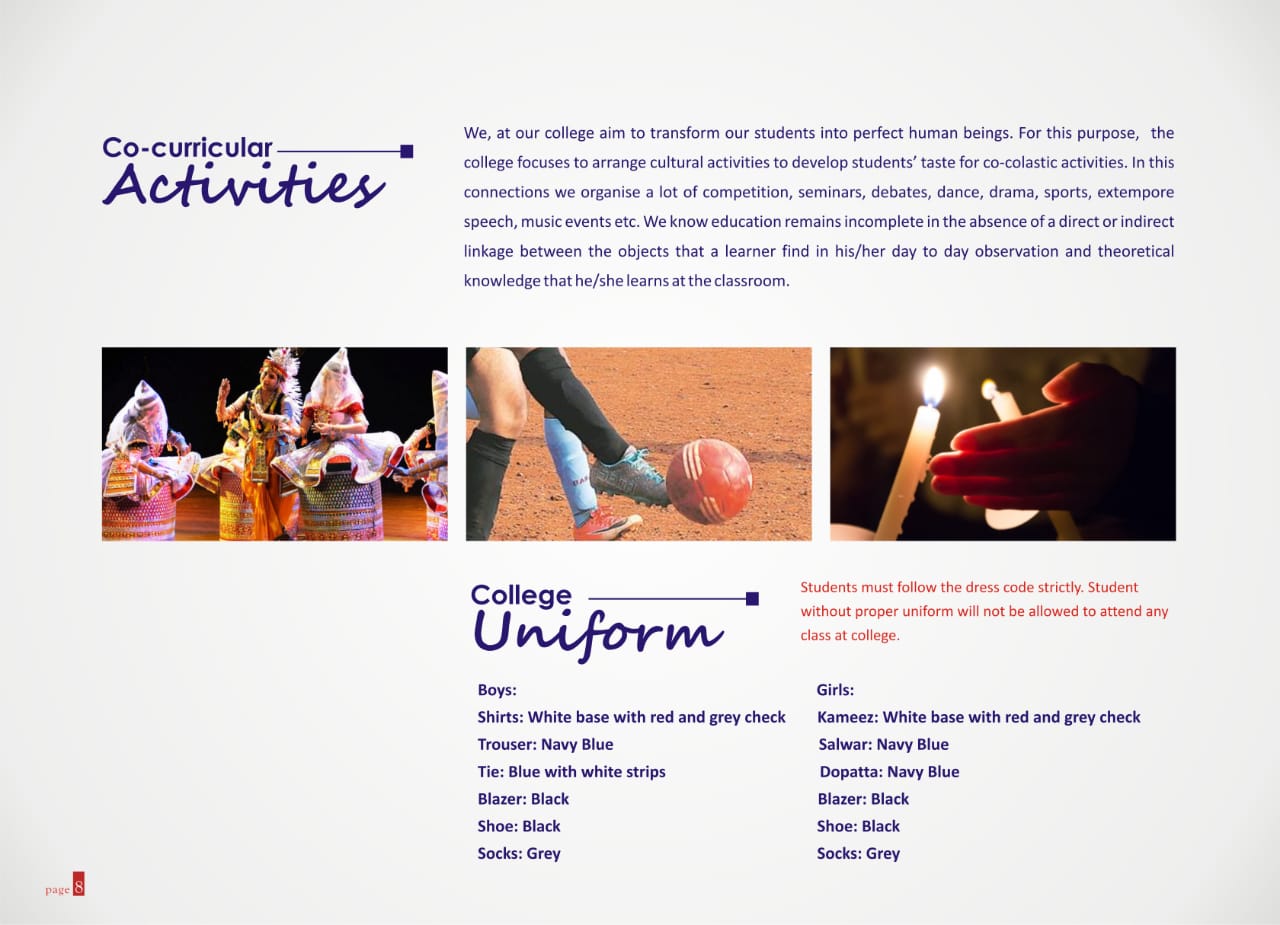 Co-curricular
Activities
We, at our college aim to transform our students into perfect human beings. For this purpose, the
college focuses to arrange cultural activities to develop students’ taste for co-colastic activities. In this
connections we organise a lot of competition, seminars, debates, dance, drama, sports, extempore
speech, music events etc. We know education remains incomplete in the absence of a direct or indirect
linkage between the objects that a learner find in his/her day to day observation and theoretical
knowledge that he/she learns at the classroom.
College
Uniform
Students must follow the dress code strictly. Student
without proper uniform will not be allowed to attend any
class at college.
Boys:
Shirts: White base with red and grey check
Trouser: Navy Blue
Tie: Blue with white strips
Blazer: Black
Shoe: Black
Socks: Grey
Girls:
Kameez: White base with red and grey check
Salwar: Navy Blue
Dopatta: Navy Blue
Blazer: Black
Shoe: Black
Socks: Grey
page 8